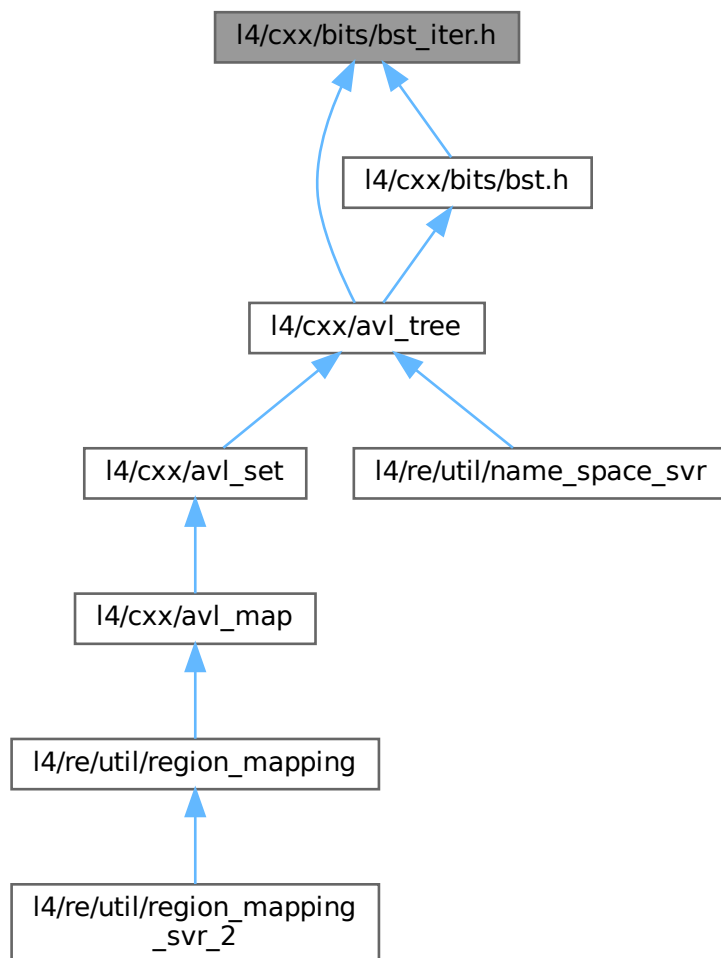 l4/cxx/bits/bst_iter.h
l4/cxx/bits/bst.h
l4/cxx/avl_tree
l4/cxx/avl_set
l4/re/util/name_space_svr
l4/cxx/avl_map
l4/re/util/region_mapping
l4/re/util/region_mapping
_svr_2